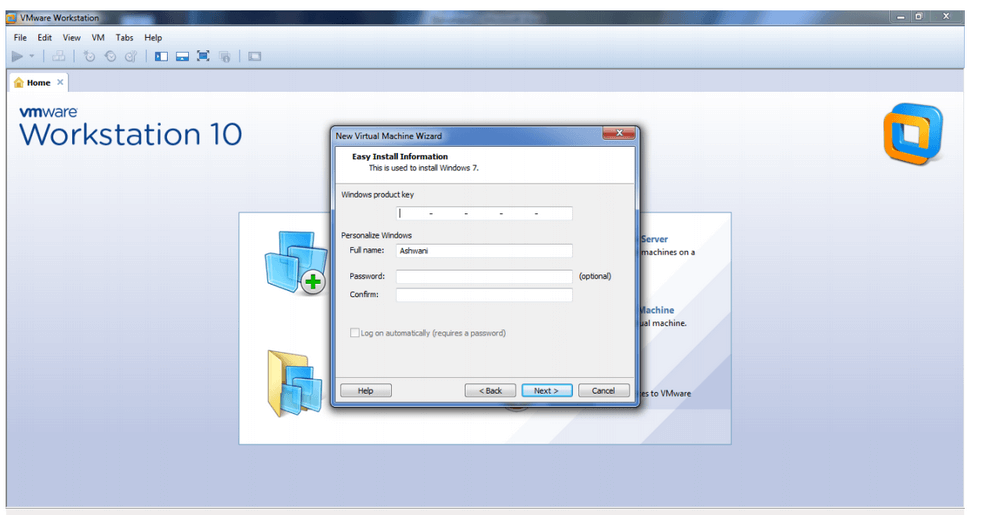 VMware Workstation
File Edit View VM Tabs Help
Home
vmware
Workstation 10
New Virtual Machine Wizard
Easy Install Information
This is used to install Windows 7.
Windows product key
- - - -
Personalize Windows
Full name: Ashwani
Password: (optional)
Confirm:
Log on automatically (requires a password)
Help < Back Next > Cancel
Server
machines on a
Machine
ual machine.
es to VMware